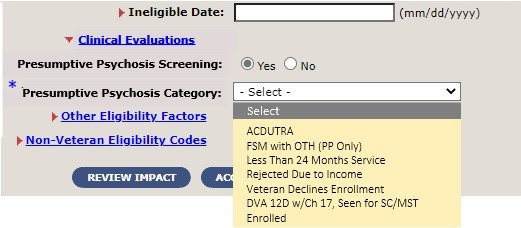 Ineligible Date: (mm/dd/yyyy)
Clinical Evaluations
Presumptive Psychosis Screening: Yes No
* Presumptive Psychosis Category: - Select -
Select
ACDUTRA
Other Eligibility Factors
FSM with OTH (PP Only)
Less Than 24 Months Service
Non-Veteran Eligibility Codes
Rejected Due to Income
Veteran Declines Enrollment
REVIEW IMPACT
DVA 12D w/Ch 17, Seen for SC/MST
Enrolled